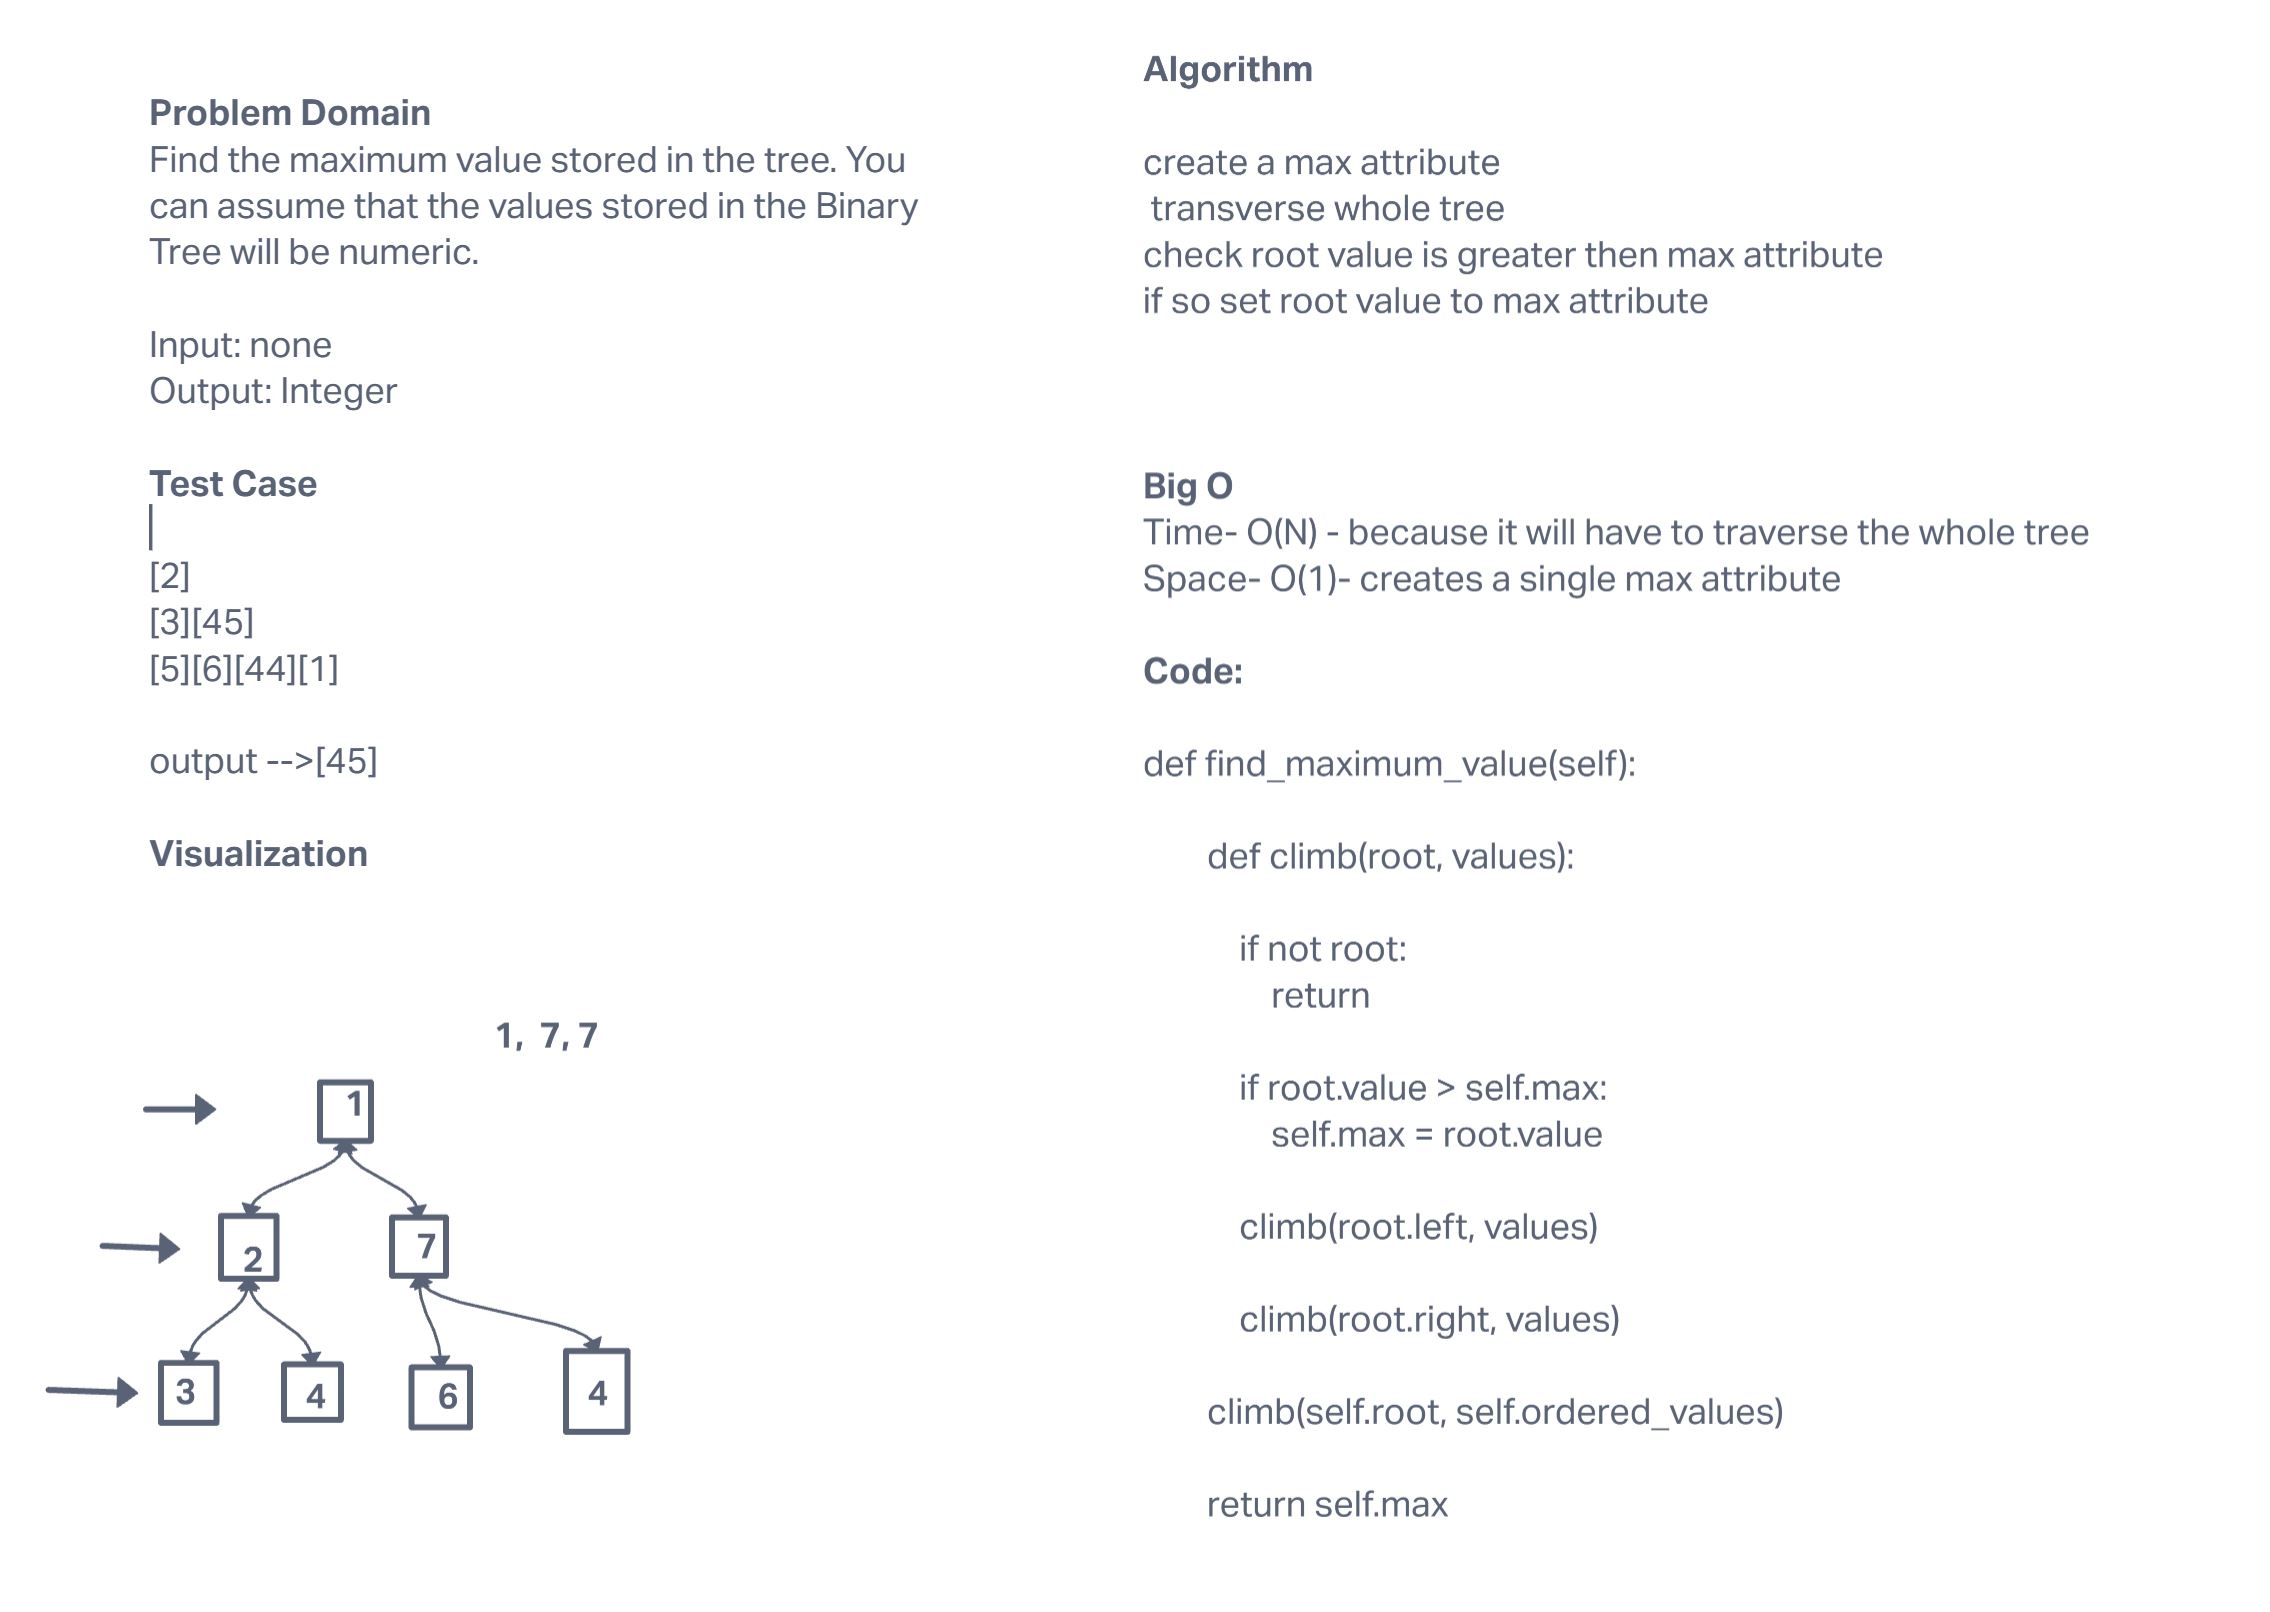 Problem Domain
Find the maximum value stored in the tree. You
can assume that the values stored in the Binary
Tree will be numeric.
Input: none
Output: Integer
Test Case
[2]
[3][45]
[5][6][44][1]
output -->[45]
Visualization
1, 7, 7
1
2 7
3 4 6 4
Algorithm
create a max attribute
transverse whole tree
check root value is greater then max attribute
if so set root value to max attribute
Big O
Time- O(N) - because it will have to traverse the whole tree
Space- O(1)- creates a single max attribute
Code:
def find_maximum_value(self):
def climb(root, values):
if not root:
return
if root.value > self.max:
self.max = root.value
climb(root.left, values)
climb(root.right, values)
climb(self.root, self.ordered_values)
return self.max